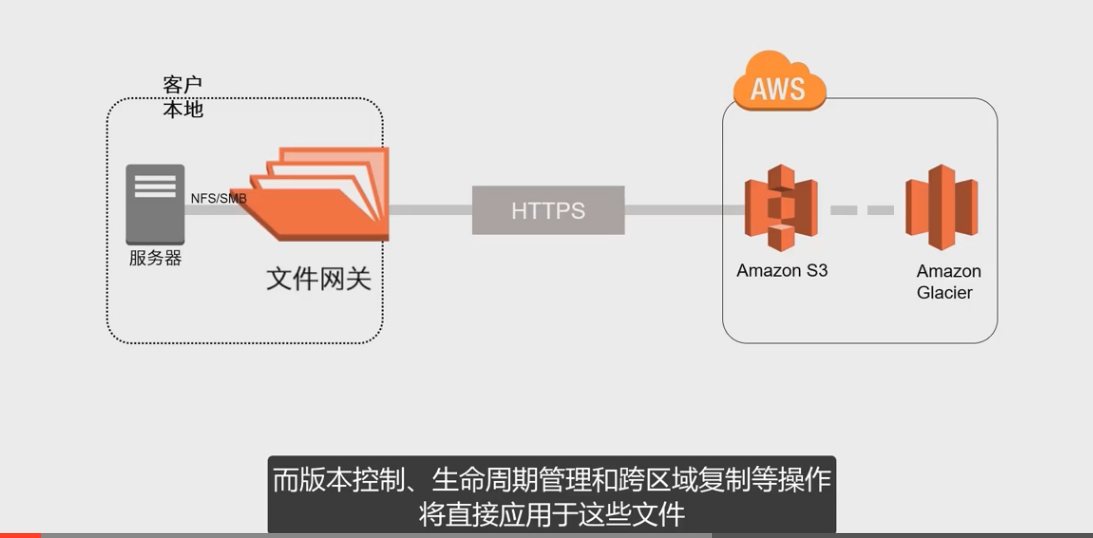 客户
本地
AWS
NFS/SMB
HTTPS
服务器
文件网关
Amazon S3
Amazon
Glacier
而版本控制、生命周期管理和跨区域复制等操作
将直接应用于这些文件